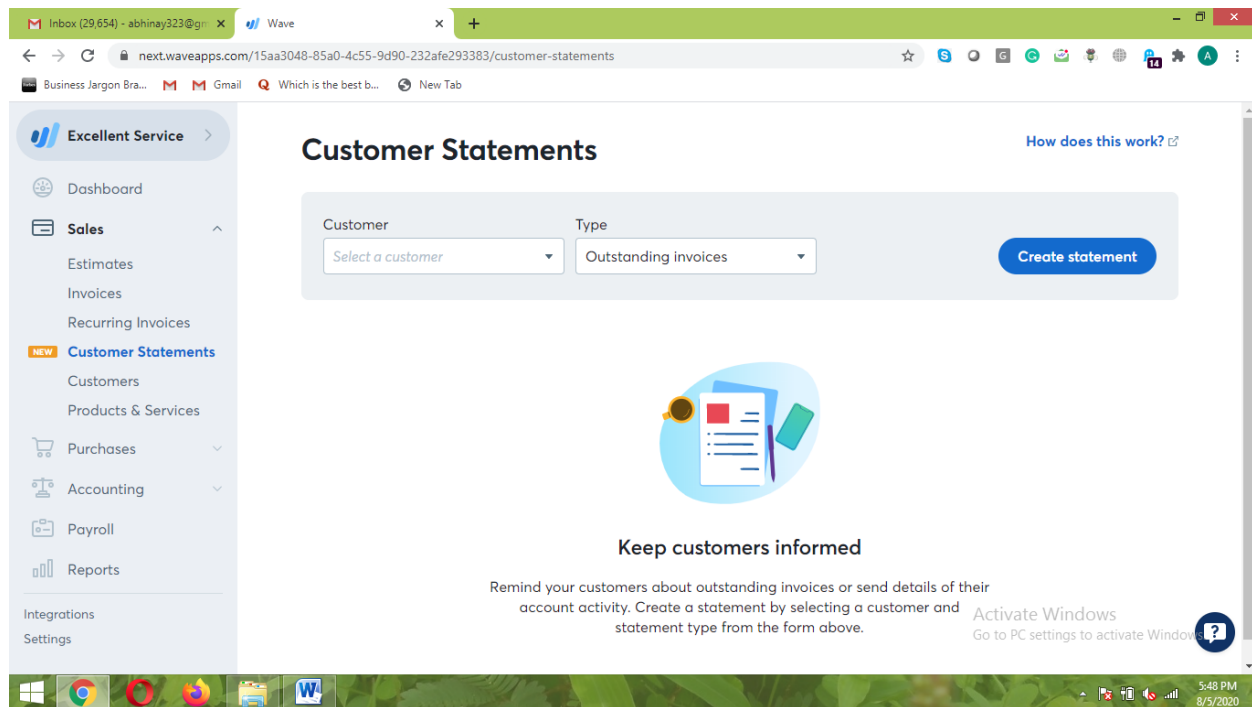 Inbox (29,654) - abhinay323@gm
Wave
next.waveapps.com/15aa3048-85a0-4c55-9d90-232afe293383/customer-statements
14
A
Business Jargon Bra...
Gmail
Which is the best b...
New Tab
Excellent Service
Customer Statements
How does this work?
Dashboard
Sales
Customer
Type
Select a customer
Outstanding invoices
Create statement
Estimates
Invoices
Recurring Invoices
NEW Customer Statements
Customers
Products & Services
Purchases
Accounting
Payroll
Reports
Integrations
Settings
Keep customers informed
Remind your customers about outstanding invoices or send details of their
account activity. Create a statement by selecting a customer and
statement type from the form above.
Activate Windows
Go to PC settings to activate Windows
5:48 PM
8/5/2020